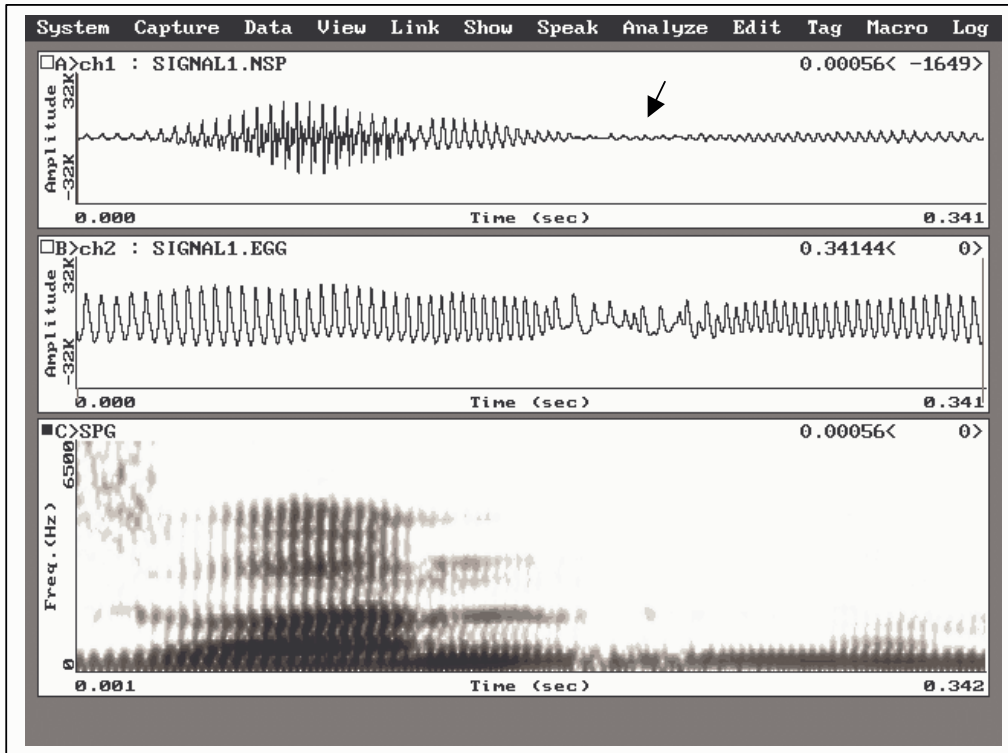 System Capture Data View Link Show Speak Analyze Edit Tag Macro Log
A>ch1 : SIGNAL1.NSP 0.00056< -1649>
Amplitude
-32K 32K
0.000 Time (sec) 0.341
B>ch2 : SIGNAL1.EGG 0.34144< 0>
Amplitude
-32K 32K
0.000 Time (sec) 0.341
C>SPG 0.00056< 0>
Freq.(Hz)
0 6500
0.001 Time (sec) 0.342